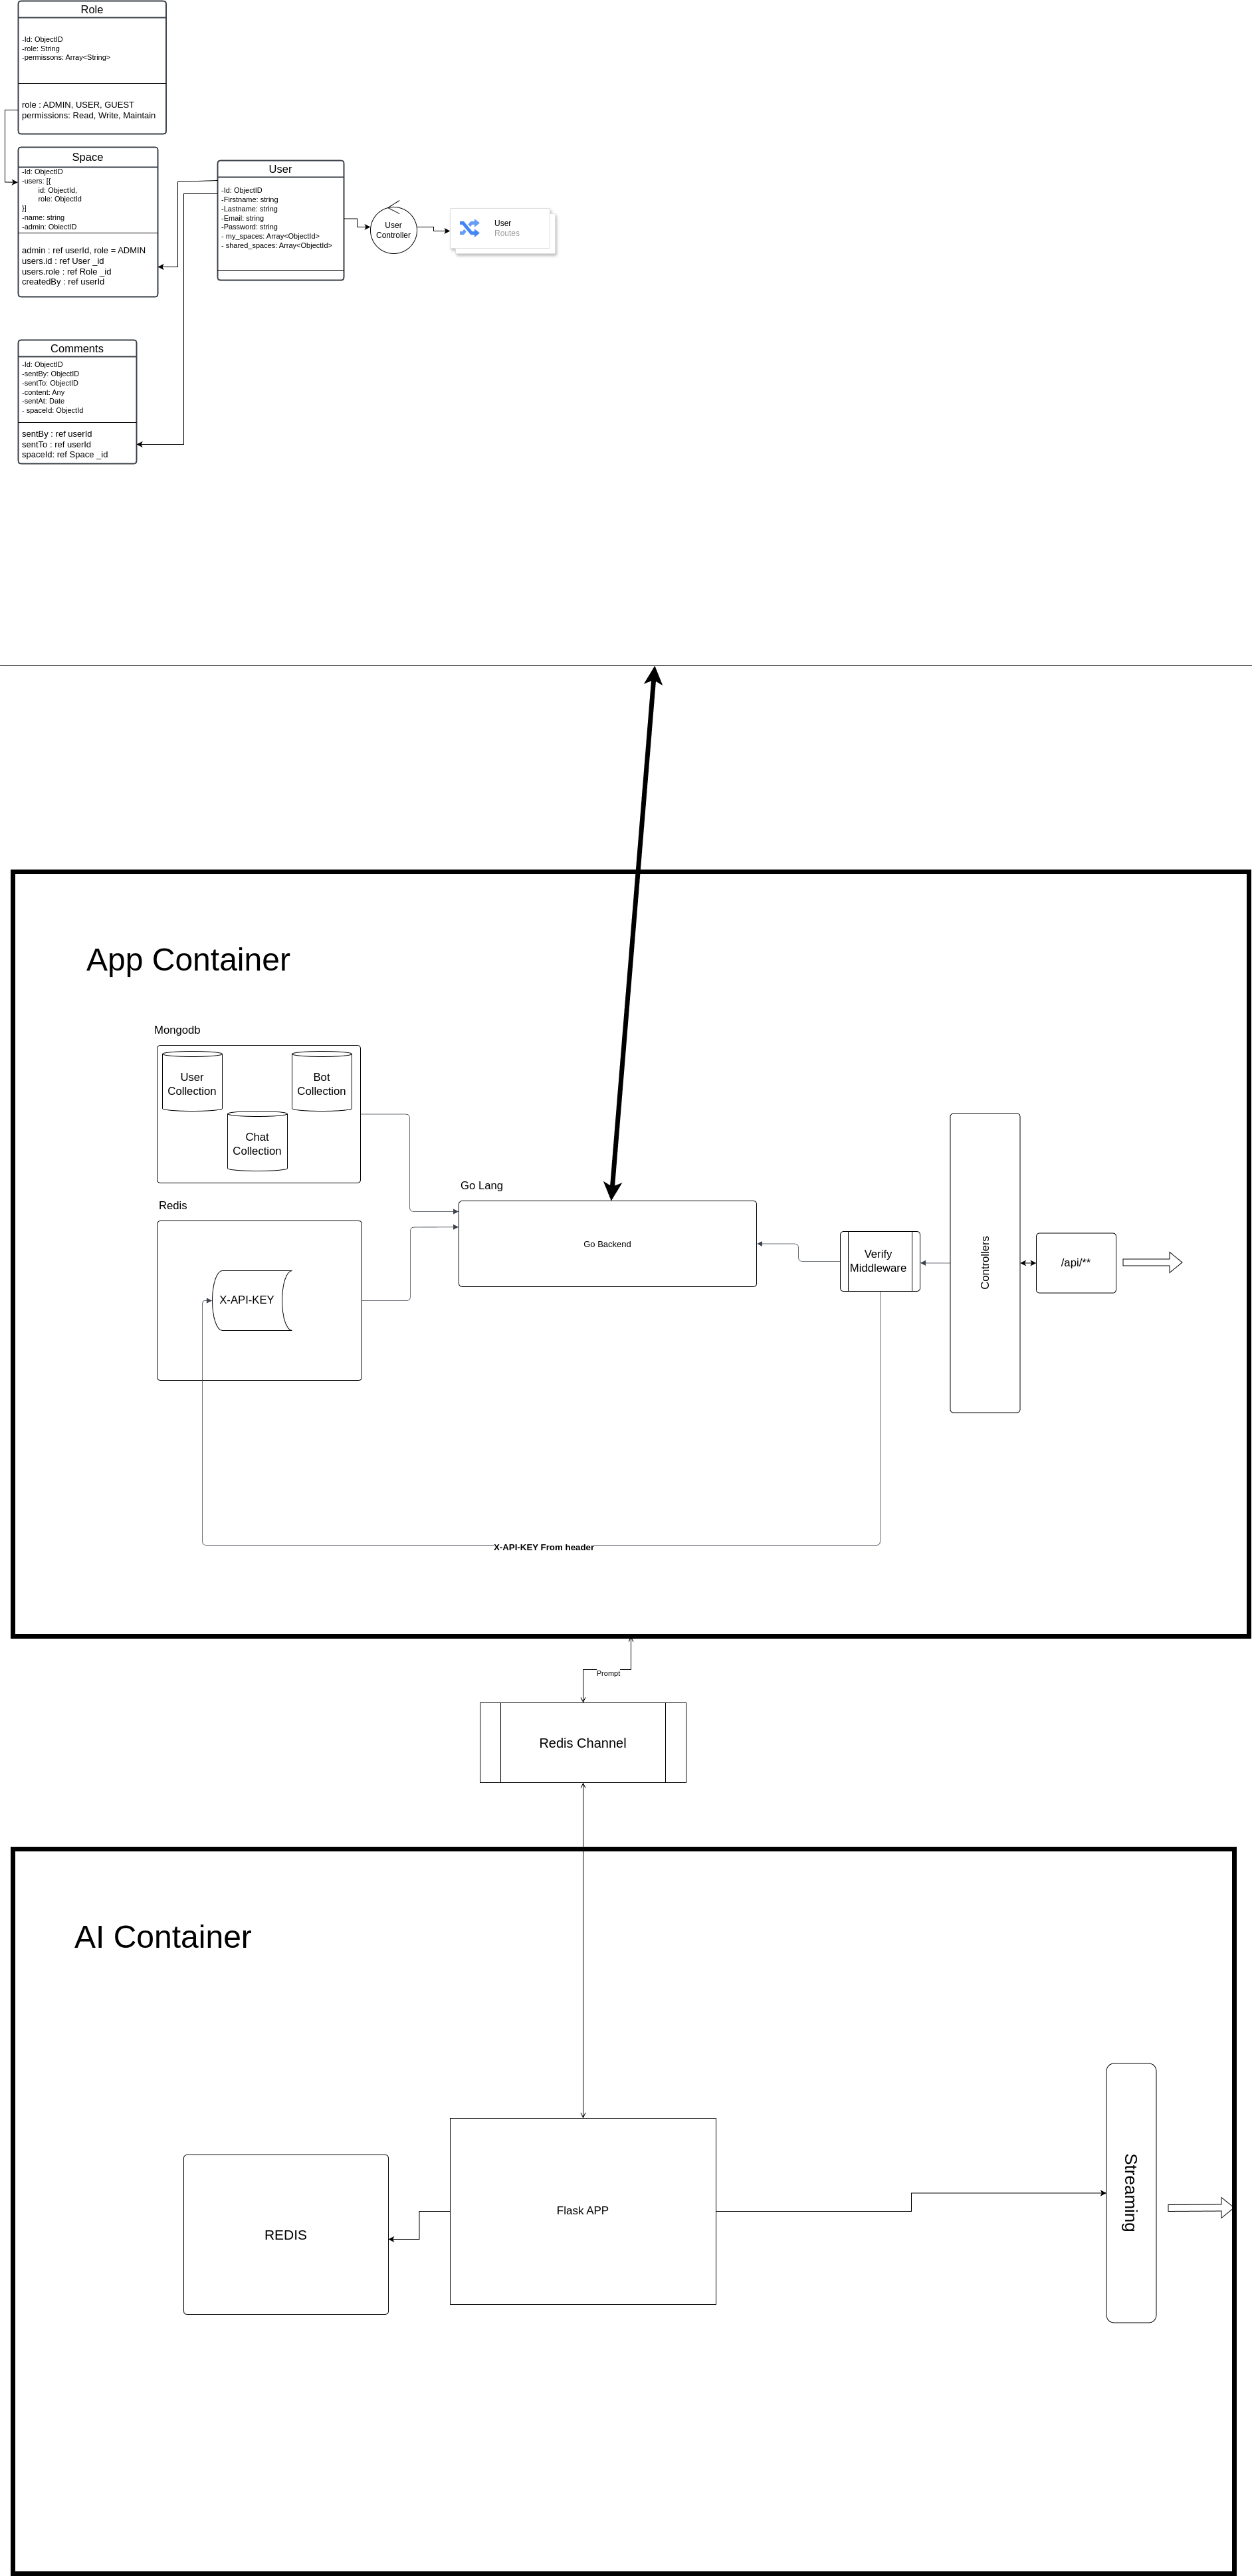 Role
-Id: ObjectID
-role: String
-permissons: Array<String>
role : ADMIN, USER, GUEST
permissions: Read, Write, Maintain
Space
-Id: ObjectID
-users: [{
id: ObjectId,
role: ObjectId
}]
-name: string
-admin: ObjectID
admin : ref userId, role = ADMIN
users.id : ref User _id
users.role : ref Role _id
createdBy : ref userId
User
-Id: ObjectID
-Firstname: string
-Lastname: string
-Email: string
-Password: string
- my_spaces: Array<ObjectId>
- shared_spaces: Array<ObjectId>
User
Controller
User
Routes
Comments
-Id: ObjectID
-sentBy: ObjectID
-sentTo: ObjectID
-content: Any
-sentAt: Date
- spaceId: ObjectId
sentBy : ref userId
sentTo : ref userId
spaceId: ref Space _id
App Container
Mongodb
User
Collection
Bot
Collection
Chat
Collection
Redis
X-API-KEY
Go Lang
Go Backend
Verify
Middleware
Controllers
/api/**
X-API-KEY From header
Prompt
Redis Channel
AI Container
REDIS
Flask APP
Streaming